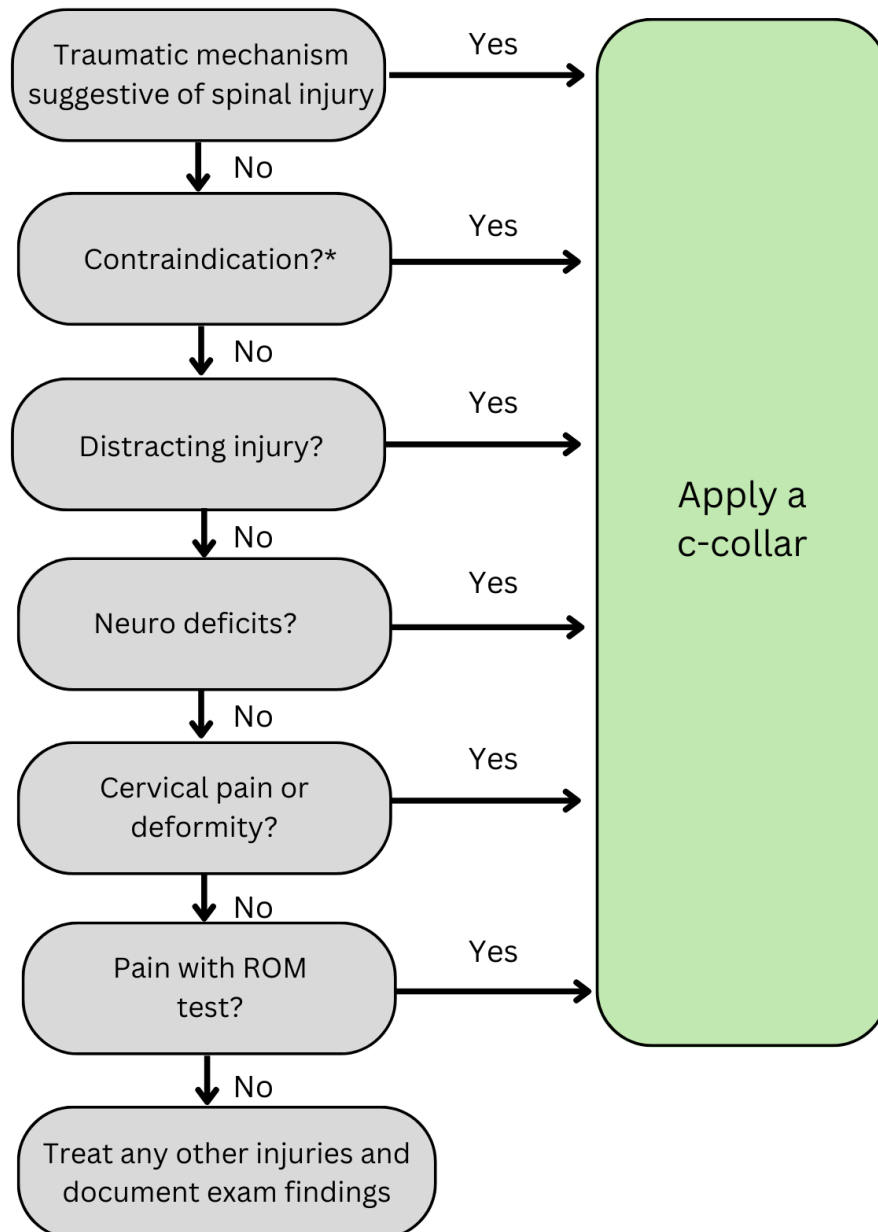 Traumatic mechanism
suggestive of spinal injury
Yes
No
Contraindication?*
Yes
No
Distracting injury?
Yes
No
Neuro deficits?
Yes
No
Cervical pain or
deformity?
Yes
No
Pain with ROM
test?
Yes
No
Treat any other injuries and
document exam findings
Apply a
c-collar